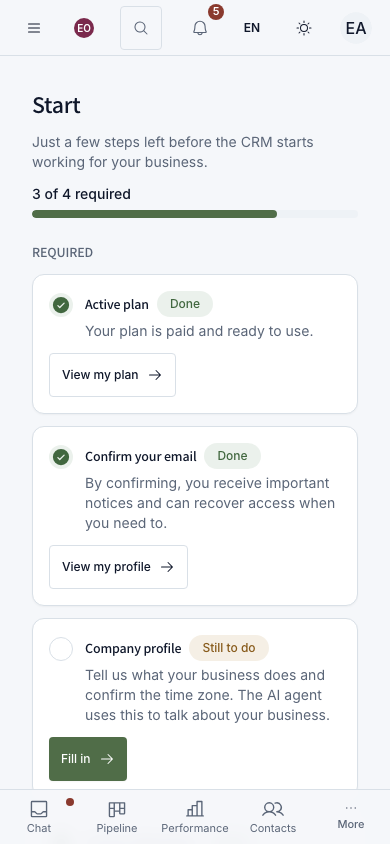 EO
5
EN
EA
Start
Just a few steps left before the CRM starts
working for your business.
3 of 4 required
REQUIRED
Active plan Done
Your plan is paid and ready to use.
View my plan
Confirm your email Done
By confirming, you receive important
notices and can recover access when
you need to.
View my profile
Company profile Still to do
Tell us what your business does and
confirm the time zone. The AI agent
uses this to talk about your business.
Fill in
Chat
Pipeline
Performance
Contacts
More